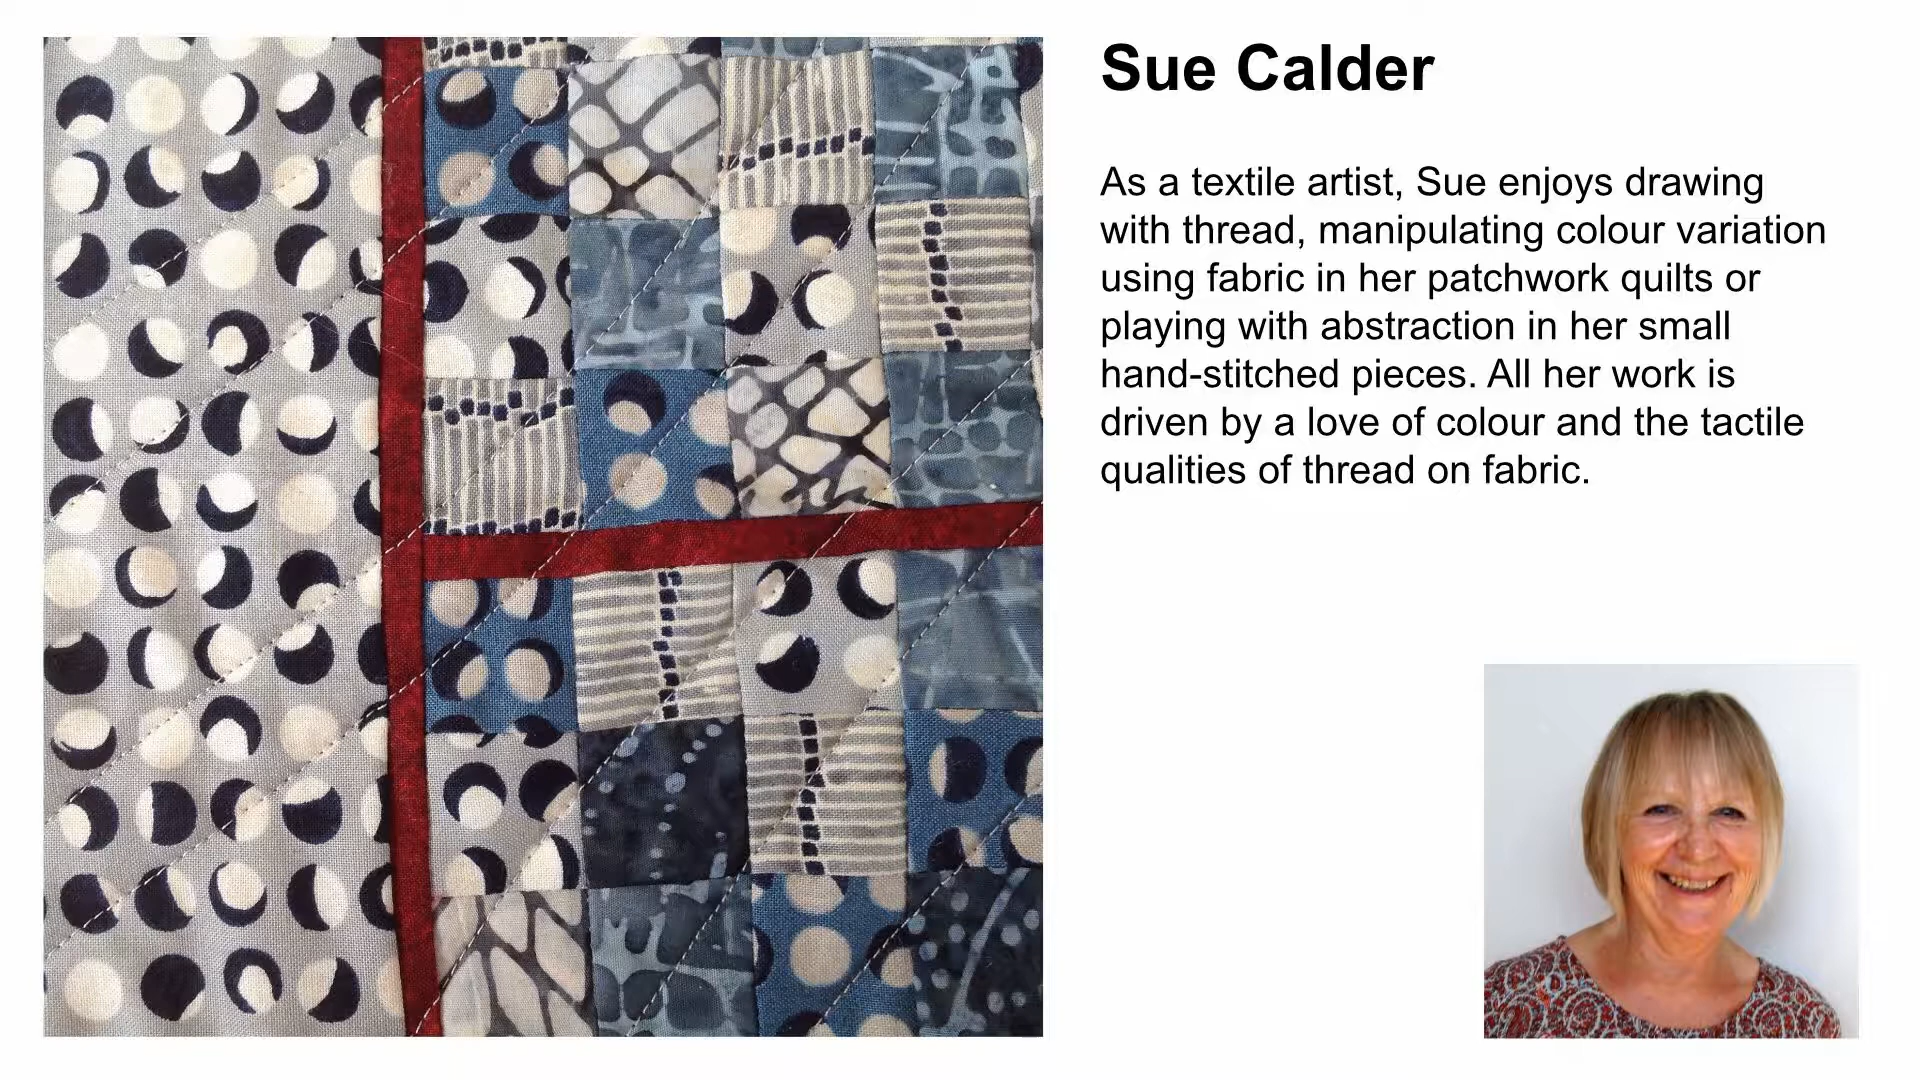 Sue Calder
As a textile artist, Sue enjoys drawing
with thread, manipulating colour variation
using fabric in her patchwork quilts or
playing with abstraction in her small
hand-stitched pieces. All her work is
driven by a love of colour and the tactile
qualities of thread on fabric.